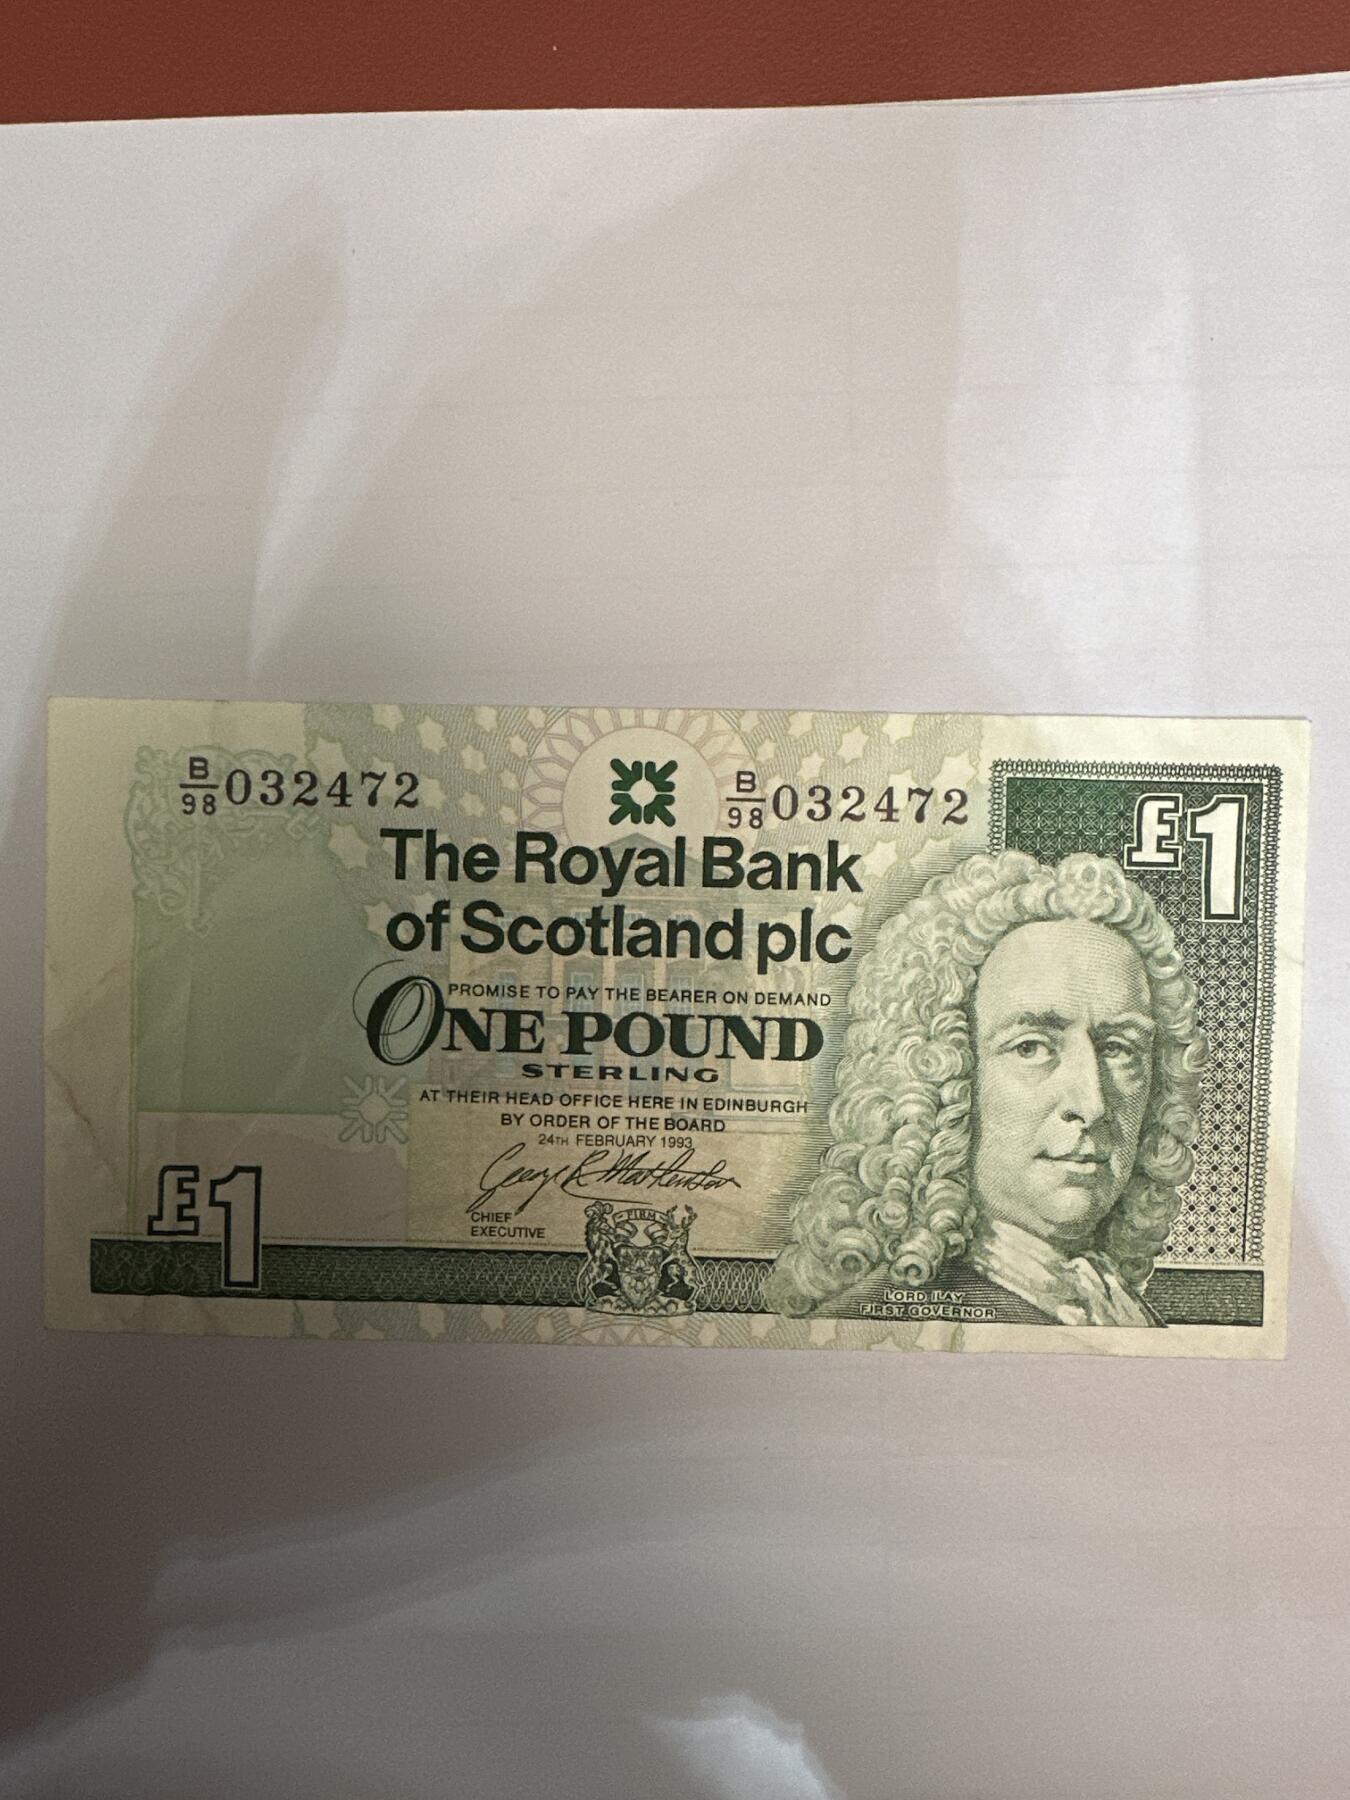 B/98 032472
B/98 032472
£1
The Royal Bank
of Scotland plc
PROMISE TO PAY THE BEARER ON DEMAND
ONE POUND
STERLING
AT THEIR HEAD OFFICE HERE IN EDINBURGH
BY ORDER OF THE BOARD
24TH FEBRUARY 1993
CHIEF
EXECUTIVE
£1
FIRM
LORD ILAY
FIRST GOVERNOR